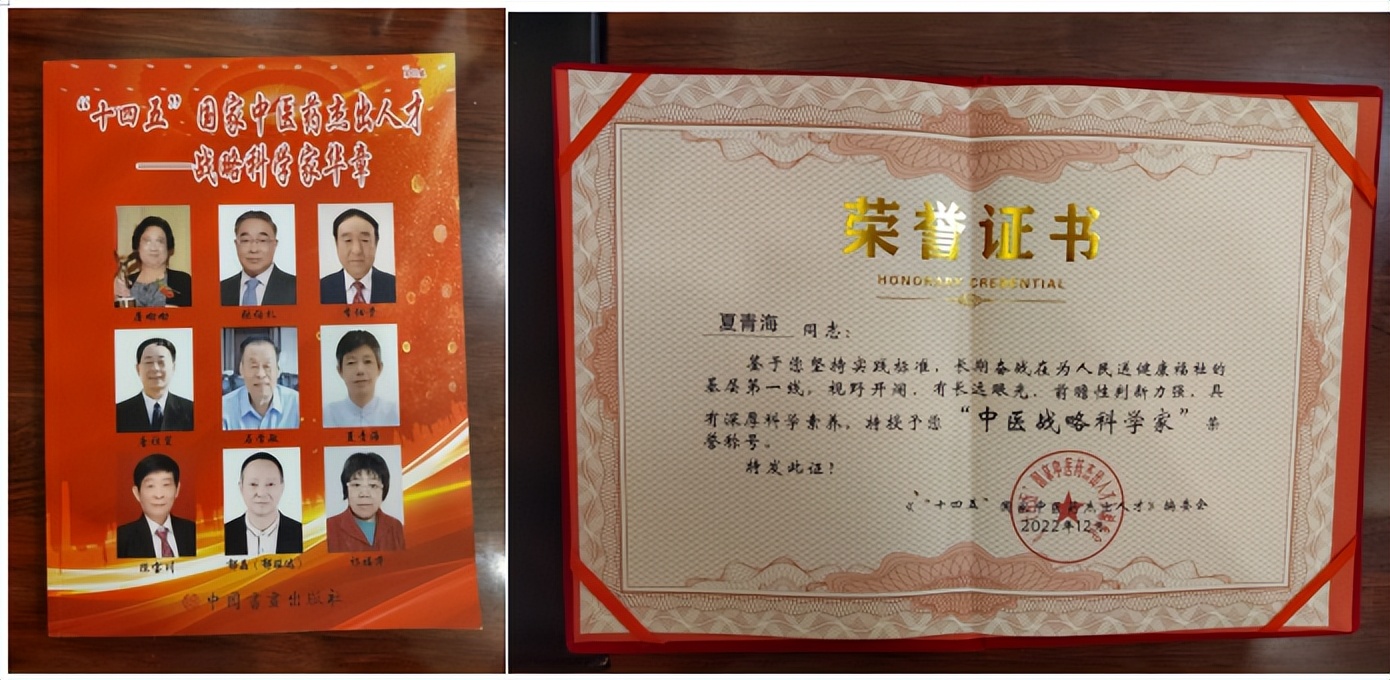 “十四五”国家中医药杰出人才
——战略科学家华章
石学敏
夏青海
陈宝明
中国书画出版社
荣誉证书
HONORARY CREDENTIAL
夏青海 同志：
鉴于您坚持实践标准，长期奋战在为人民送健康福祉的
基层第一线，视野开阔，有长远眼光，前瞻性判断力强，具
有深厚科学素养，特授予您“中医战略科学家”荣
誉称号。
特发此证！
《“十四五”国家中医药杰出人才》编委会
2022年12月